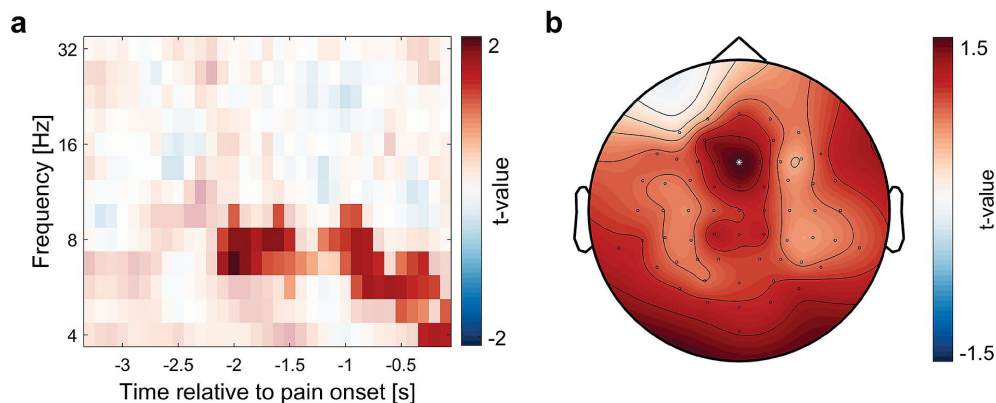 a
b
32
16
8
4
Frequency [Hz]
-3
-2.5
-2
-1.5
-1
-0.5
Time relative to pain onset [s]
2
-2
t-value
1.5
-1.5
t-value
*